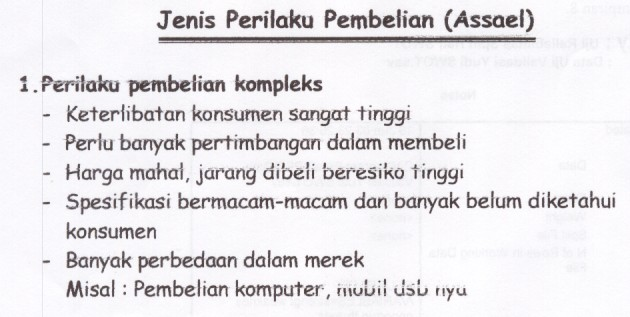 Jenis Perilaku Pembelian (Assael)
1. Perilaku pembelian kompleks
- Keterlibatan konsumen sangat tinggi
- Perlu banyak pertimbangan dalam membeli
- Harga mahal, jarang dibeli beresiko tinggi
- Spesifikasi bermacam-macam dan banyak belum diketahui
konsumen
- Banyak perbedaan dalam merek
Misal : Pembelian komputer, mobil dsb nya